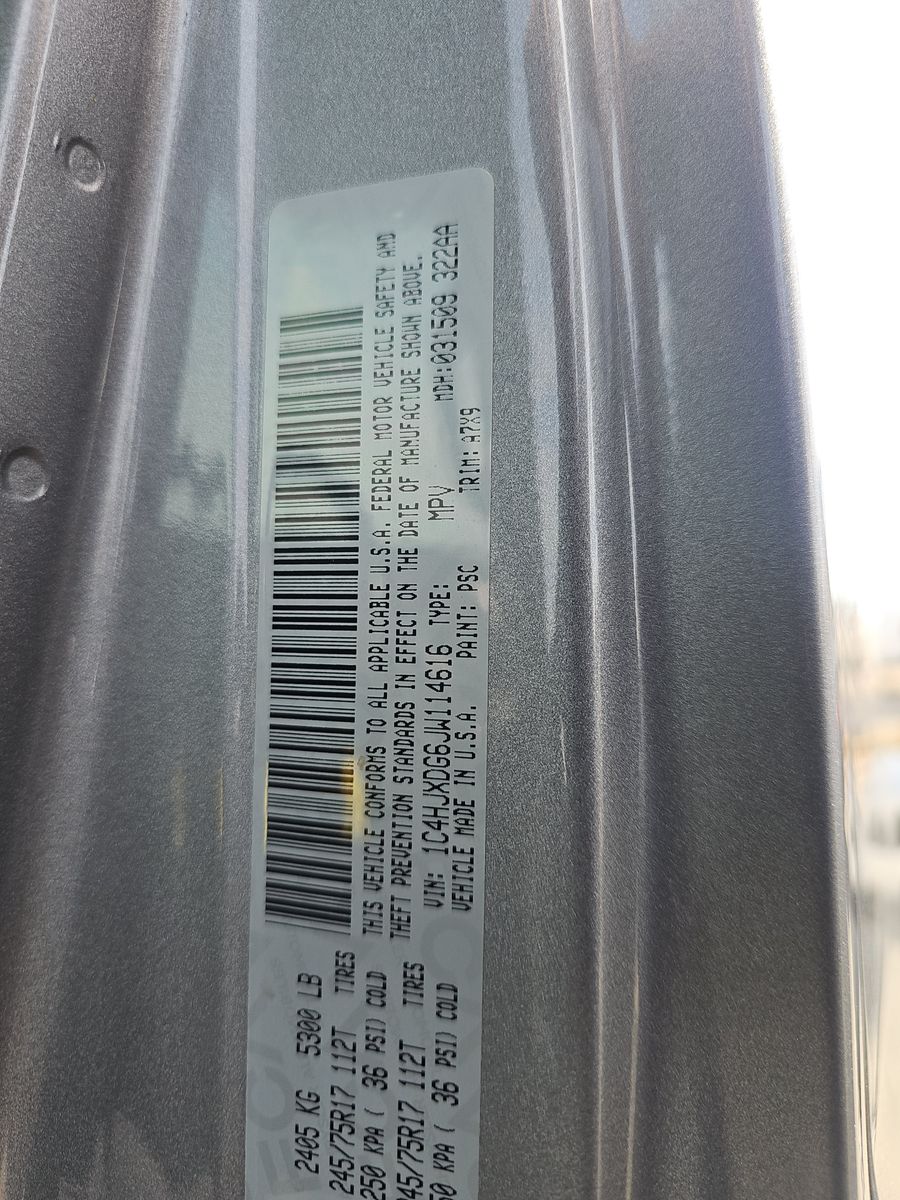 2405 KG 5300 LB
245/75R17 112T TIRES
250 KPA ( 36 PSI) COLD
45/75R17 112T TIRES
50 KPA ( 36 PSI) COLD
THIS VEHICLE CONFORMS TO ALL APPLICABLE U.S.A. FEDERAL MOTOR VEHICLE SAFETY AND
THEFT PREVENTION STANDARDS IN EFFECT ON THE DATE OF MANUFACTURE SHOWN ABOVE.
VIN: 1C4HJXDG6JW114616 TYPE: MPV MDH:031509 322AA
VEHICLE MADE IN U.S.A. PAINT: PSC TRIM: A7X9